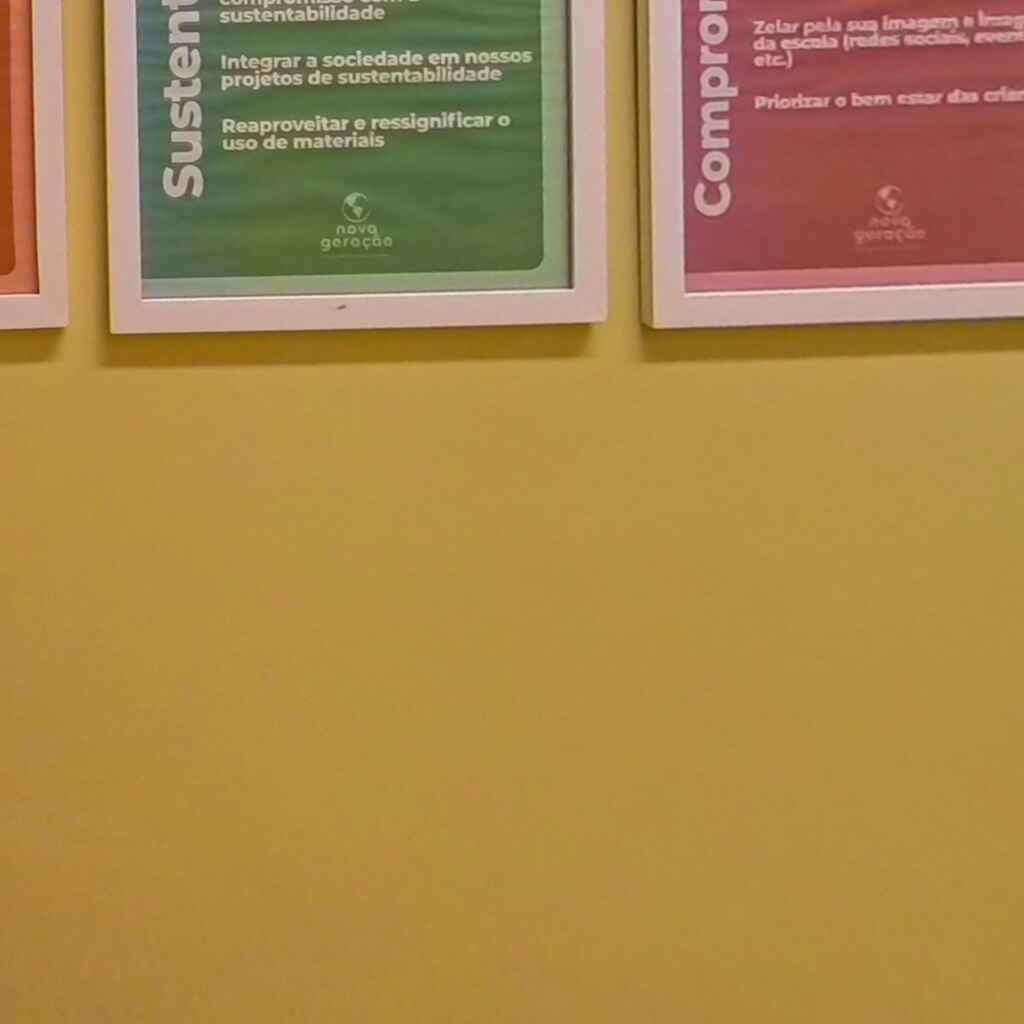 Sustent
sustentabilidade
Integrar a sociedade em nossos
projetos de sustentabilidade
Reaproveitar e ressignificar o
uso de materiais
nova
geração
Compro
Zelar pela sua imagem e
da escola (redes sociais,
etc.)
Priorizar o bem estar das
nova
geração